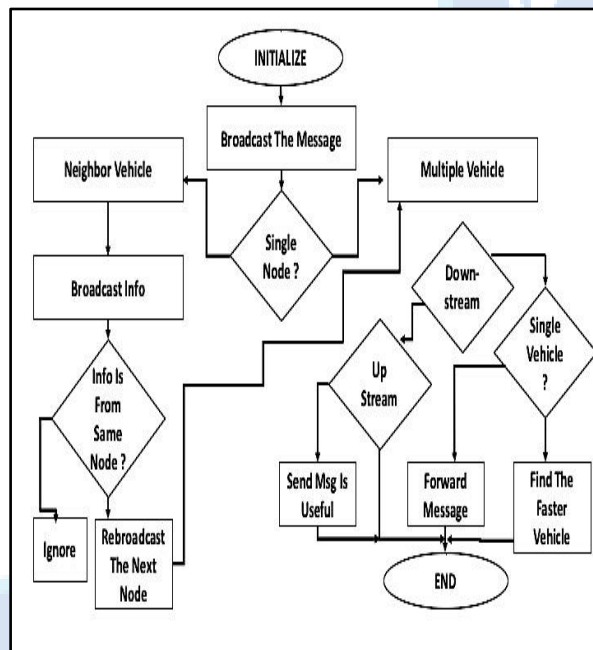 INITIALIZE
Broadcast The Message
Neighbor Vehicle
Multiple Vehicle
Single
Node ?
Broadcast Info
Down-
stream
Single
Vehicle
?
Info Is
From
Same
Node ?
Up
Stream
Send Msg Is
Useful
Forward
Message
Find The
Faster
Vehicle
Ignore
Rebroadcast
The Next
Node
END